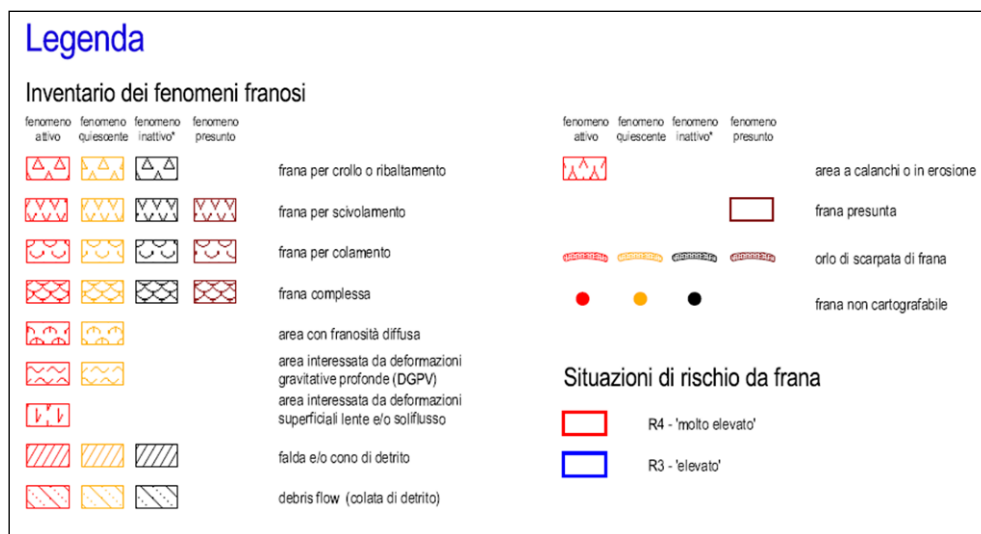 Legenda
Inventario dei fenomeni franosi
fenomeno attivo
fenomeno quiescente
fenomeno inattivo*
fenomeno presunto
frana per crollo o ribaltamento
frana per scivolamento
frana per colamento
frana complessa
area con franosità diffusa
area interessata da deformazioni
gravitative profonde (DGPV)
area interessata da deformazioni
superficiali lente e/o soliflusso
falda e/o cono di detrito
debris flow (colata di detrito)
fenomeno attivo
fenomeno quiescente
fenomeno inattivo*
fenomeno presunto
area a calanchi o in erosione
frana presunta
orlo di scarpata di frana
frana non cartografabile
Situazioni di rischio da frana
R4 - 'molto elevato'
R3 - 'elevato'